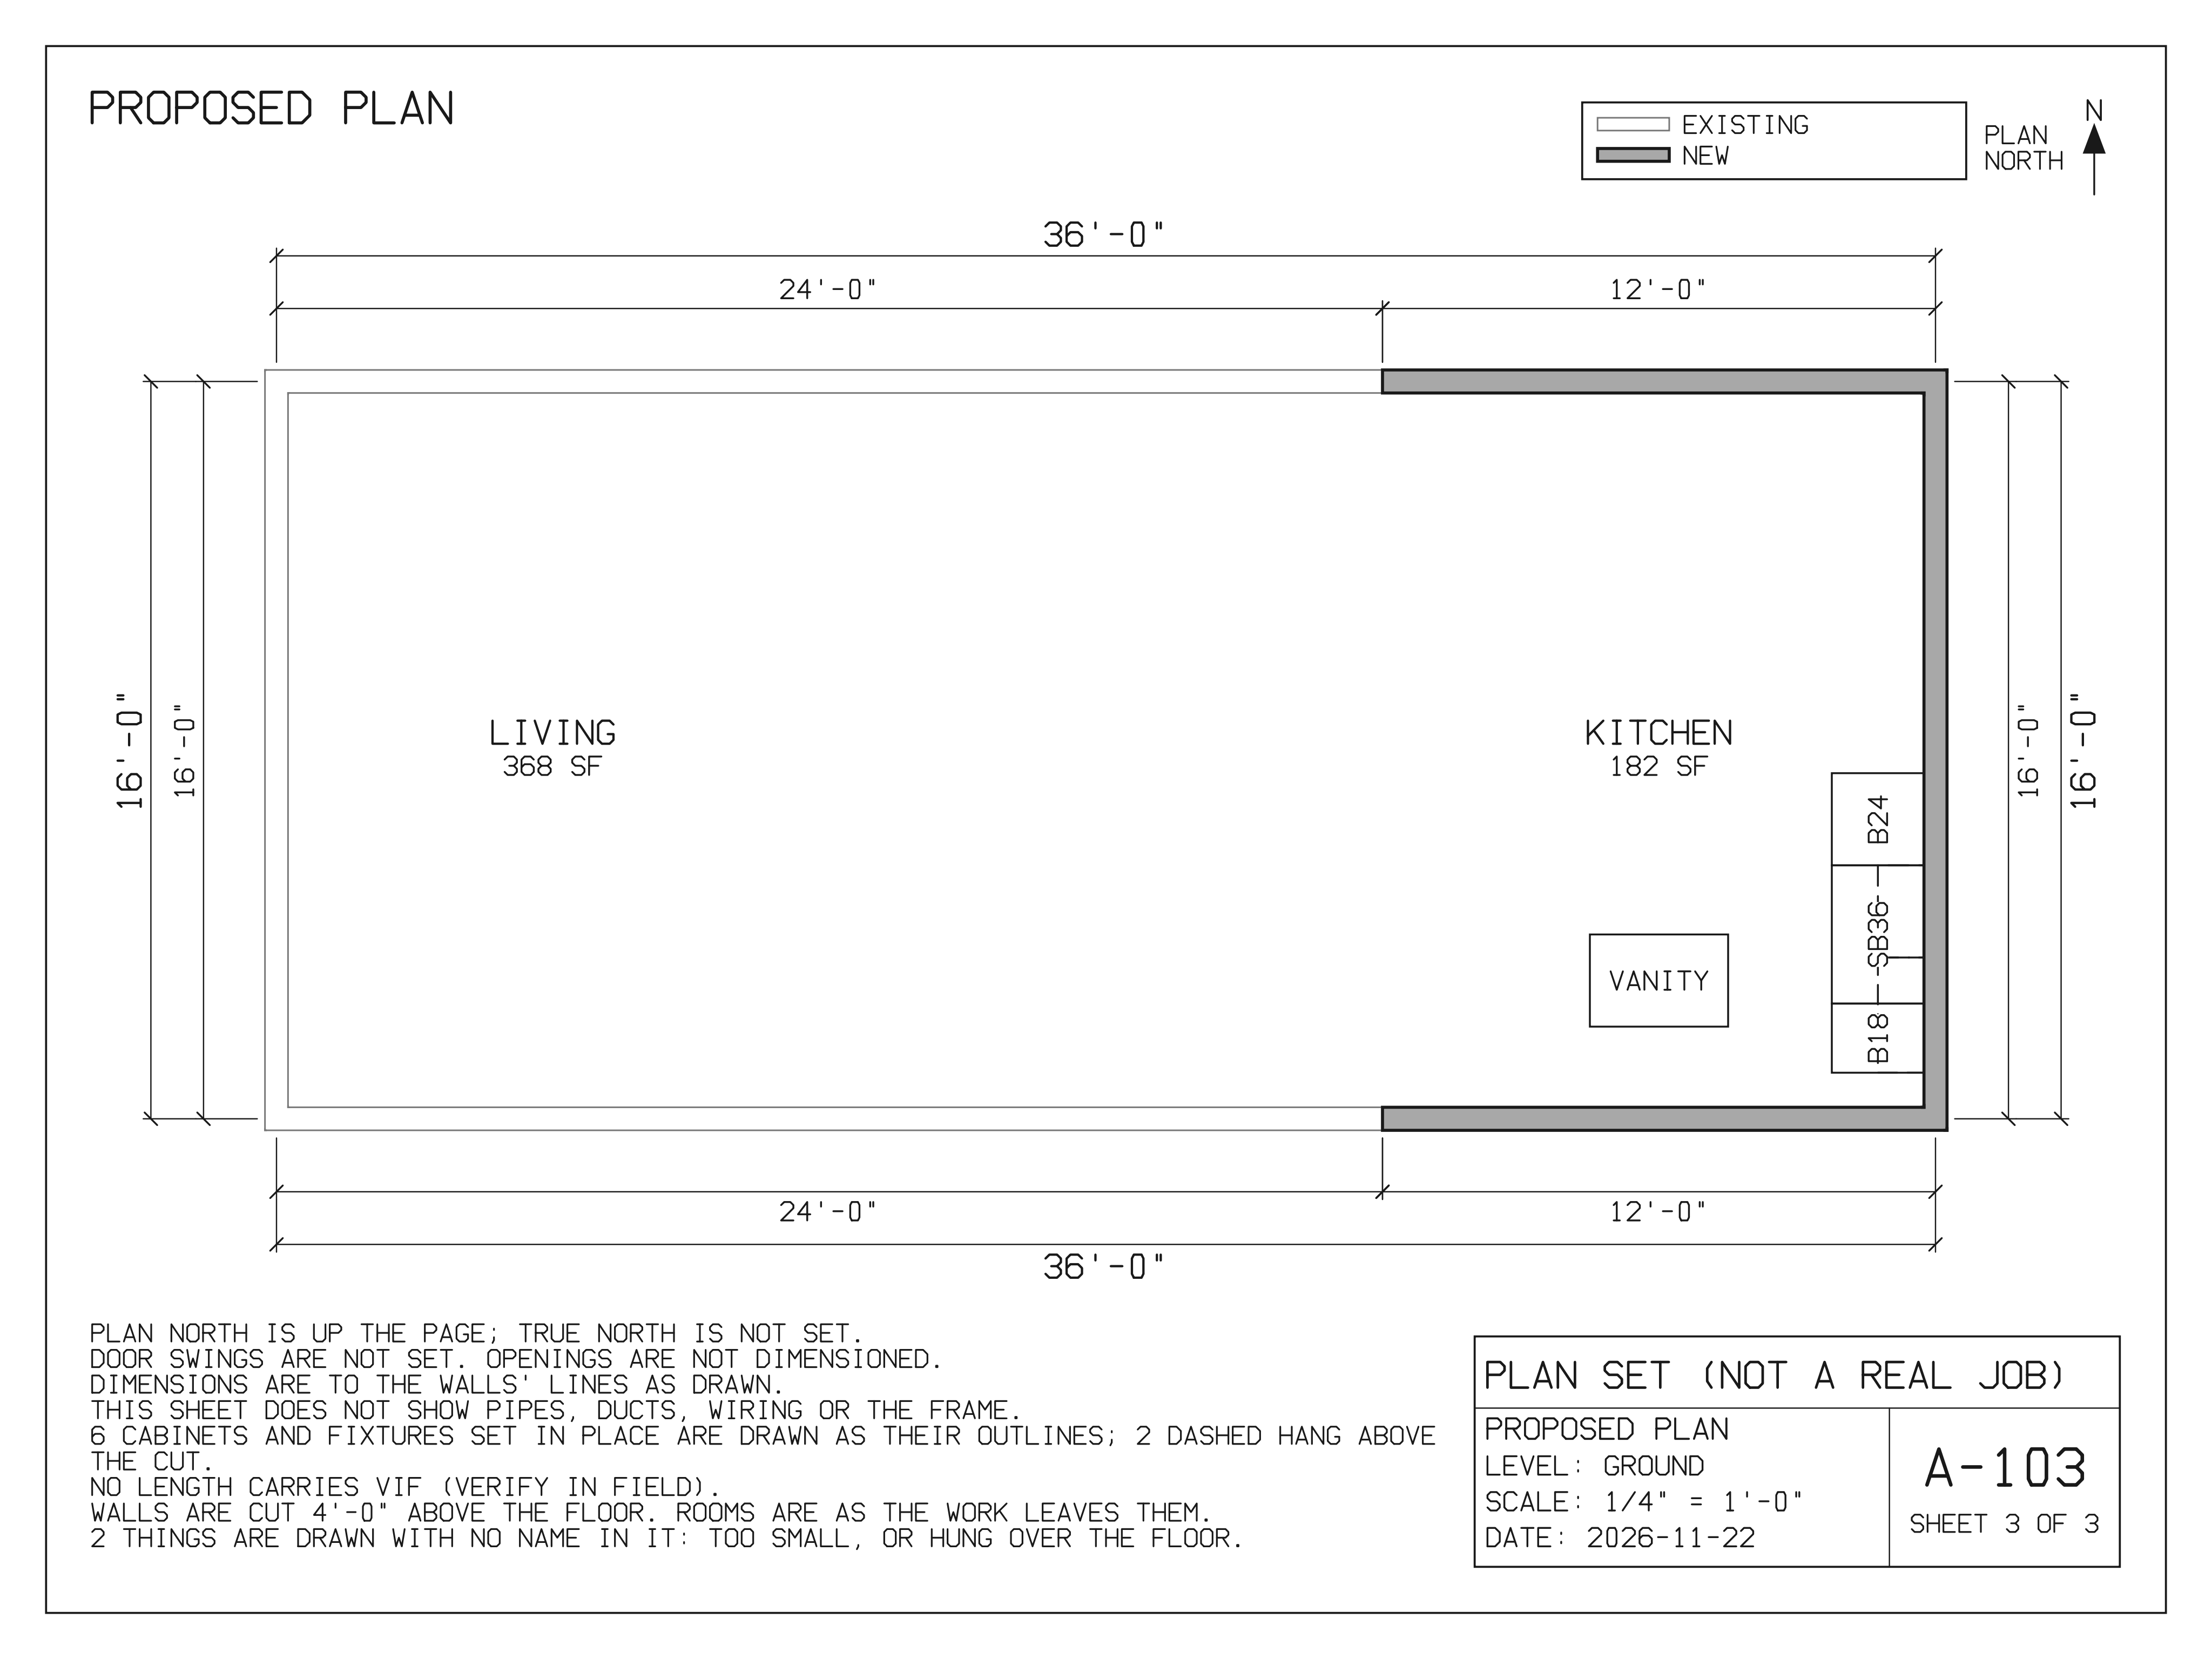 PROPOSED PLAN
EXISTING
NEW
PLAN
NORTH
N
36'-0"
24'-0"
12'-0"
16'-0"
16'-0"
16'-0"
16'-0"
LIVING
368 SF
KITCHEN
182 SF
B24
SB36
B18
VANITY
24'-0"
12'-0"
36'-0"
PLAN NORTH IS UP THE PAGE; TRUE NORTH IS NOT SET.
DOOR SWINGS ARE NOT SET. OPENINGS ARE NOT DIMENSIONED.
DIMENSIONS ARE TO THE WALLS' LINES AS DRAWN.
THIS SHEET DOES NOT SHOW PIPES, DUCTS, WIRING OR THE FRAME.
6 CABINETS AND FIXTURES SET IN PLACE ARE DRAWN AS THEIR OUTLINES; 2 DASHED HANG ABOVE
THE CUT.
NO LENGTH CARRIES VIF (VERIFY IN FIELD).
WALLS ARE CUT 4'-0" ABOVE THE FLOOR. ROOMS ARE AS THE WORK LEAVES THEM.
2 THINGS ARE DRAWN WITH NO NAME IN IT: TOO SMALL, OR HUNG OVER THE FLOOR.
PLAN SET (NOT A REAL JOB)
PROPOSED PLAN
LEVEL: GROUND
SCALE: 1/4" = 1'-0"
DATE: 2026-11-22
A-103
SHEET 3 OF 3